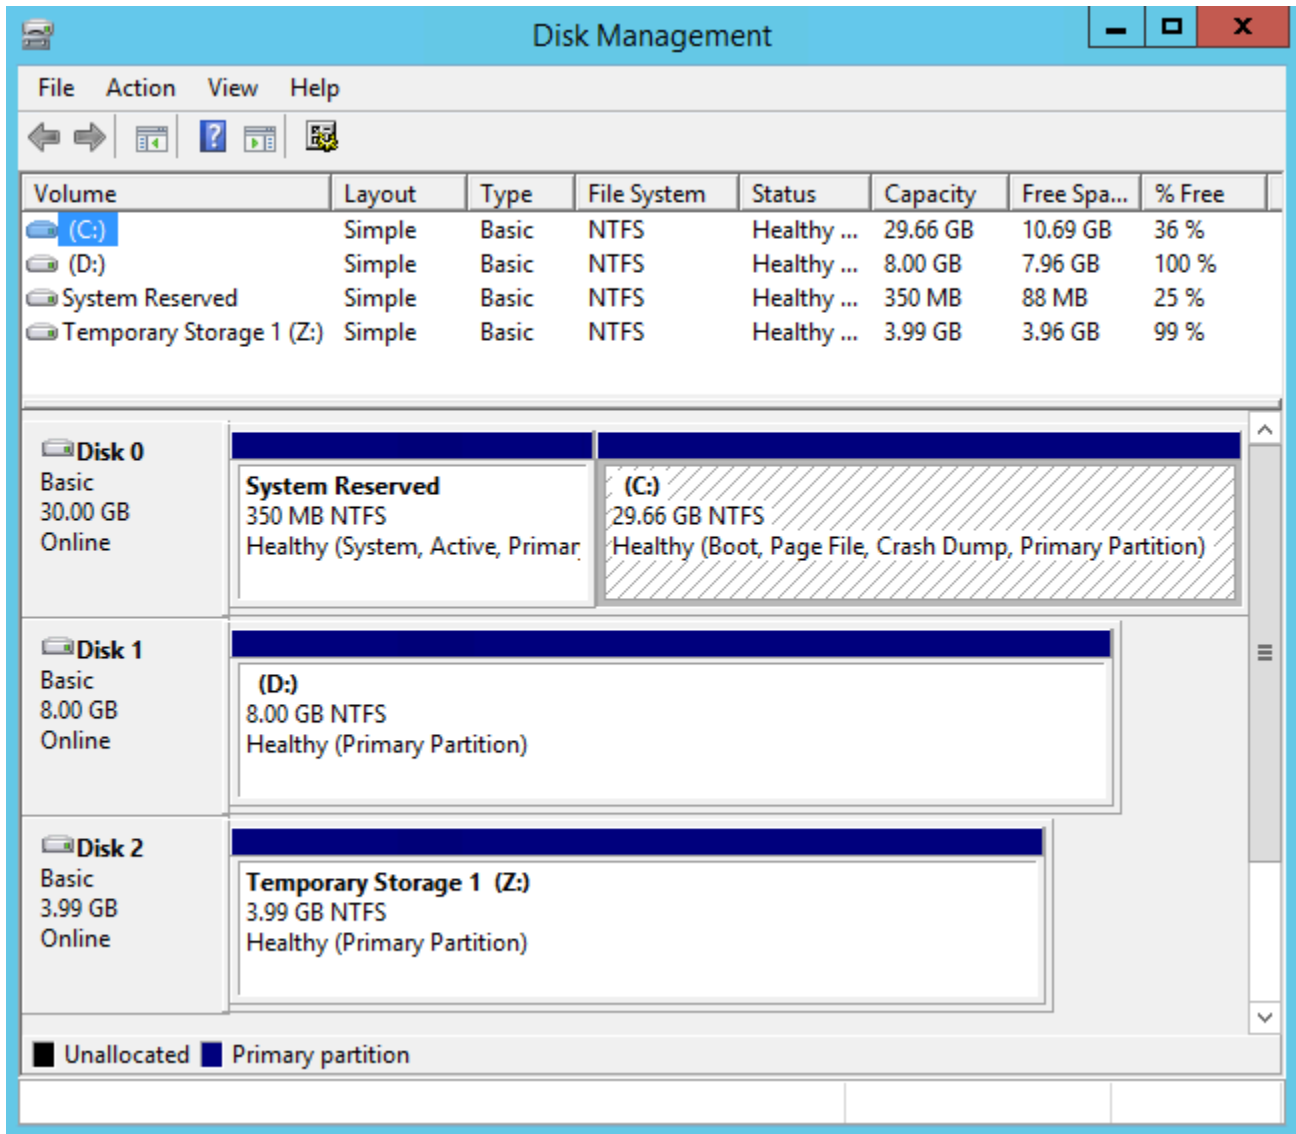 Disk Management
File Action View Help
Volume Layout Type File System Status Capacity Free Spa... % Free
(C:) Simple Basic NTFS Healthy ... 29.66 GB 10.69 GB 36 %
(D:) Simple Basic NTFS Healthy ... 8.00 GB 7.96 GB 100 %
System Reserved Simple Basic NTFS Healthy ... 350 MB 88 MB 25 %
Temporary Storage 1 (Z:) Simple Basic NTFS Healthy ... 3.99 GB 3.96 GB 99 %
Disk 0
Basic
30.00 GB
Online
System Reserved
350 MB NTFS
Healthy (System, Active, Primar
(C:)
29.66 GB NTFS
Healthy (Boot, Page File, Crash Dump, Primary Partition)
Disk 1
Basic
8.00 GB
Online
(D:)
8.00 GB NTFS
Healthy (Primary Partition)
Disk 2
Basic
3.99 GB
Online
Temporary Storage 1 (Z:)
3.99 GB NTFS
Healthy (Primary Partition)
Unallocated Primary partition